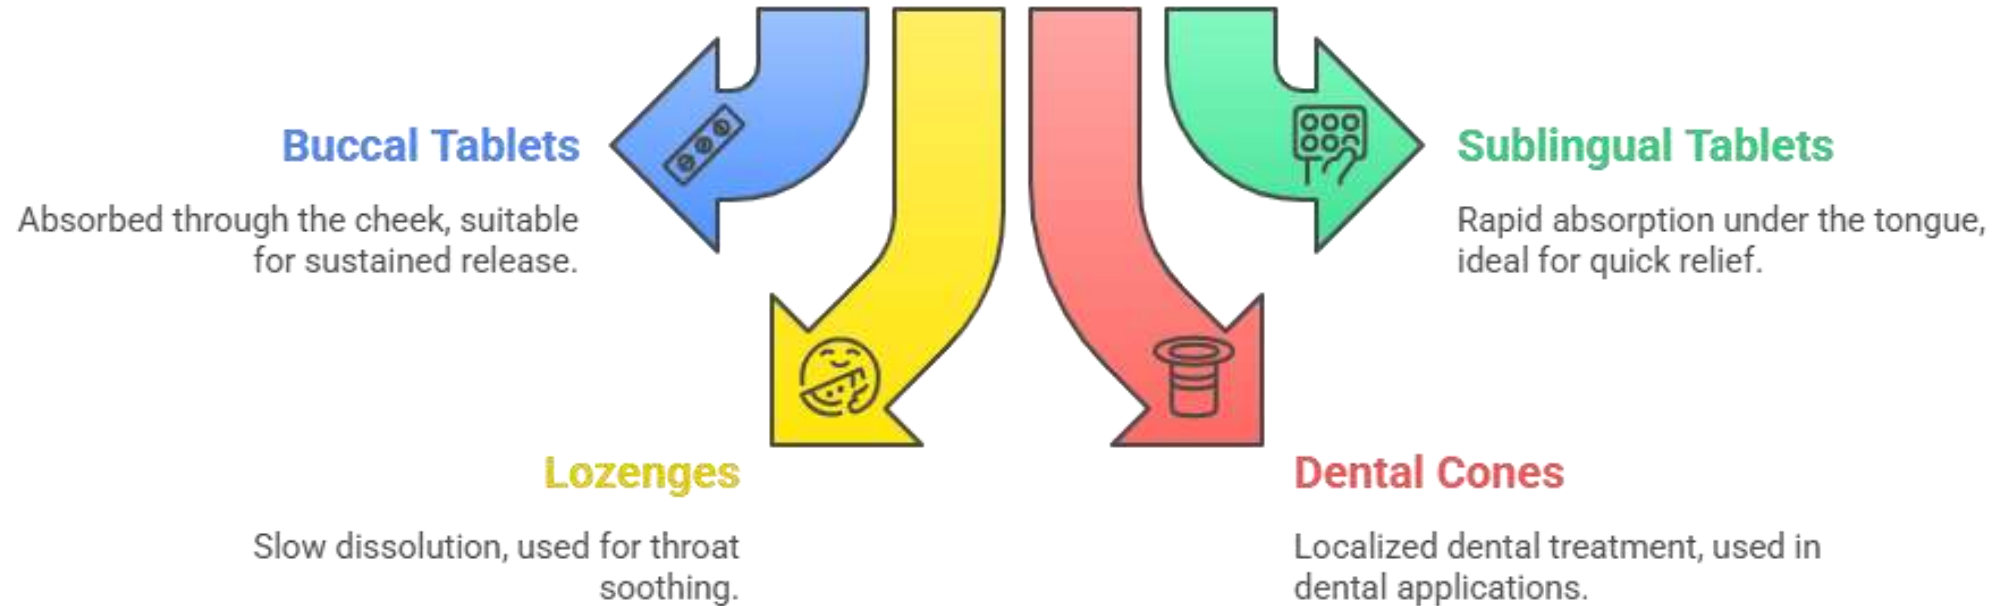 Buccal Tablets
Absorbed through the cheek, suitable
for sustained release.
Sublingual Tablets
Rapid absorption under the tongue,
ideal for quick relief.
Lozenges
Slow dissolution, used for throat
soothing.
Dental Cones
Localized dental treatment, used in
dental applications.